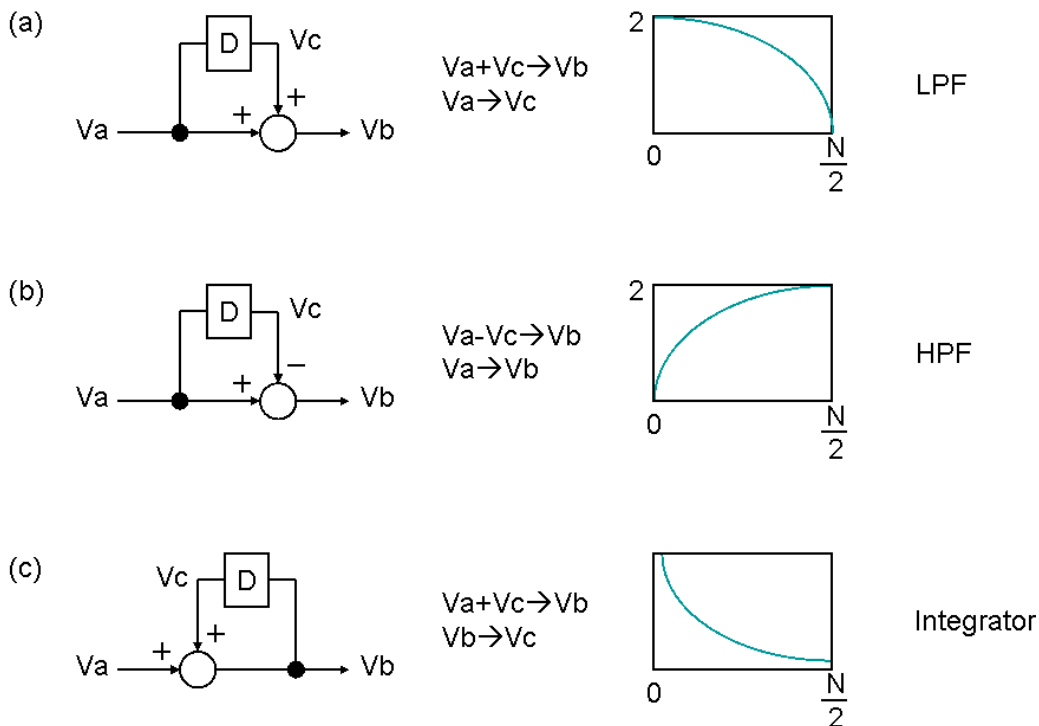 (a)
D
Vc
Va
+
+
Vb
Va+Vc→Vb
Va→Vc
2
0
N
2
LPF
(b)
D
Vc
Va
+
–
Vb
Va-Vc→Vb
Va→Vb
2
0
N
2
HPF
(c)
Vc
D
Va
+
+
Vb
Va+Vc→Vb
Vb→Vc
0
N
2
Integrator